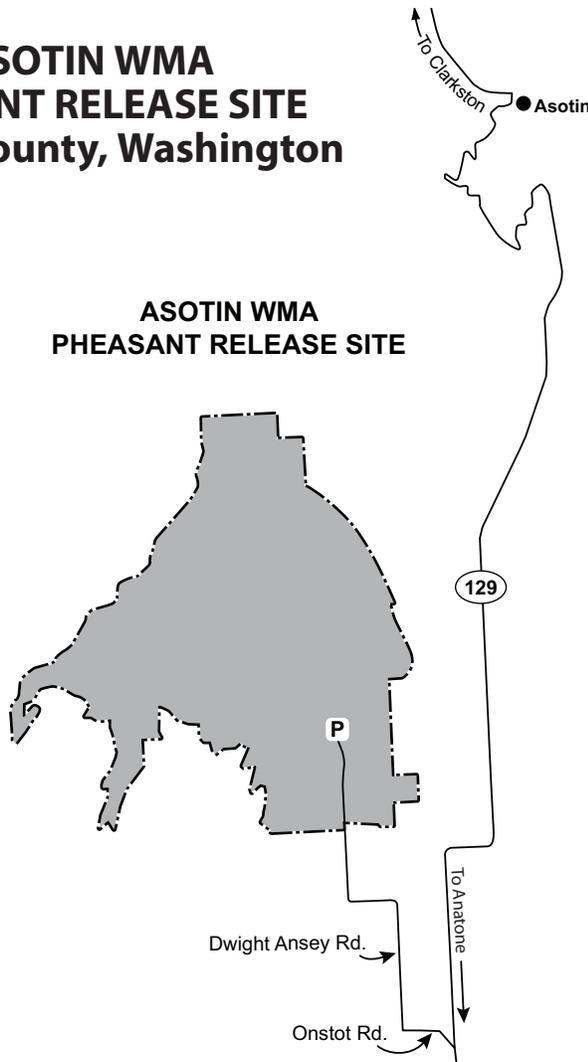 SOTIN WMA
NT RELEASE SITE
ounty, Washington
To Clarkston
Asotin
ASOTIN WMA
PHEASANT RELEASE SITE
129
P
To Anatone
Dwight Ansey Rd.
Onstot Rd.